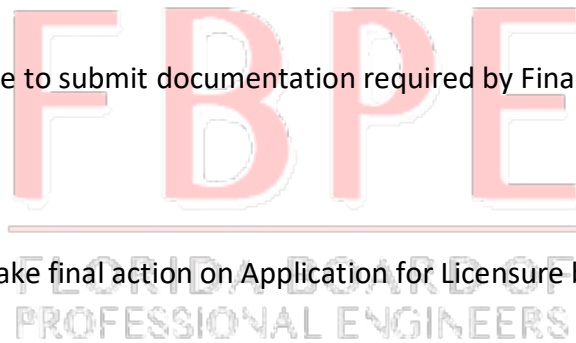 FBPE
e to submit documentation required by Fina
ake final action on Application for Licensure b
FLORIDA BOARD OF
PROFESSIONAL ENGINEERS